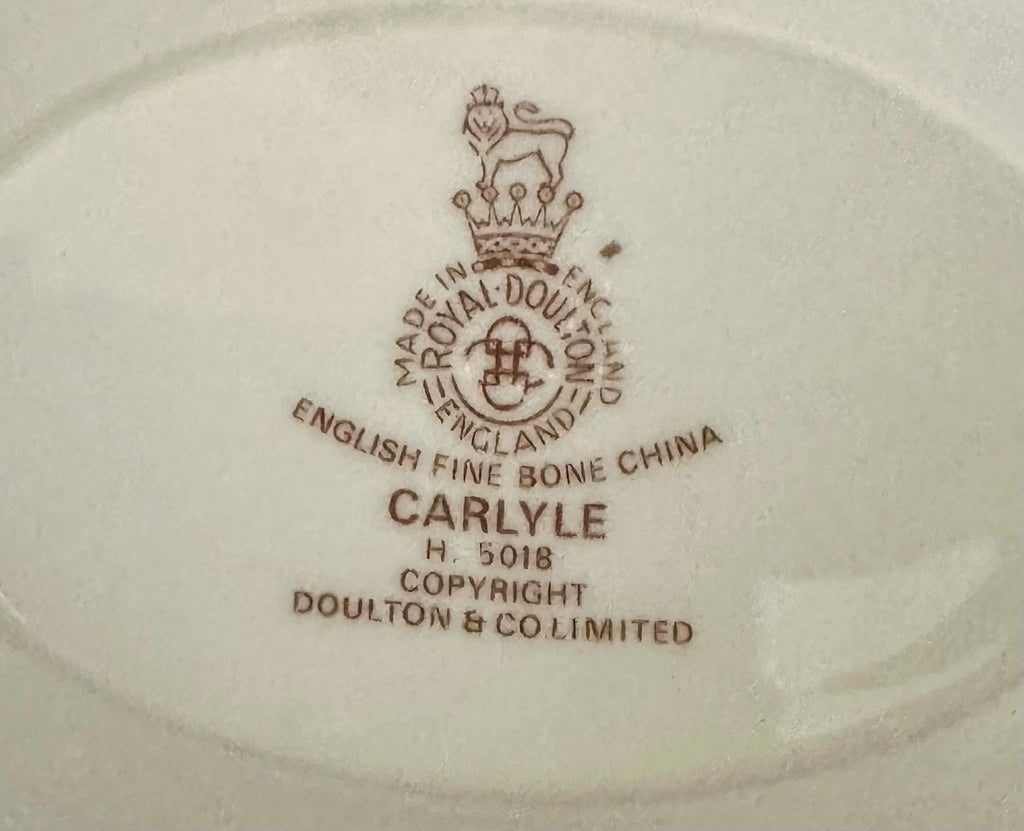 MADE IN ENGLAND
ROYAL·DOULTON
ENGLAND
ENGLISH FINE BONE CHINA
CARLYLE
H. 5018
COPYRIGHT
DOULTON & CO.LIMITED